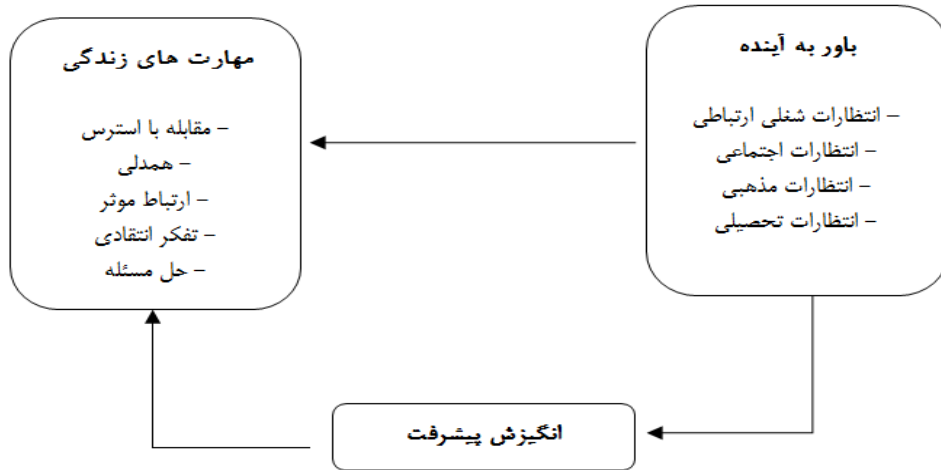 باور به آینده
– انتظارات شغلی ارتباطی
– انتظارات اجتماعی
– انتظارات مذهبی
– انتظارات تحصیلی
مهارت های زندگی
– مقابله با استرس
– همدلی
– ارتباط موثر
– تفکر انتقادی
– حل مسئله
انگیزش پیشرفت